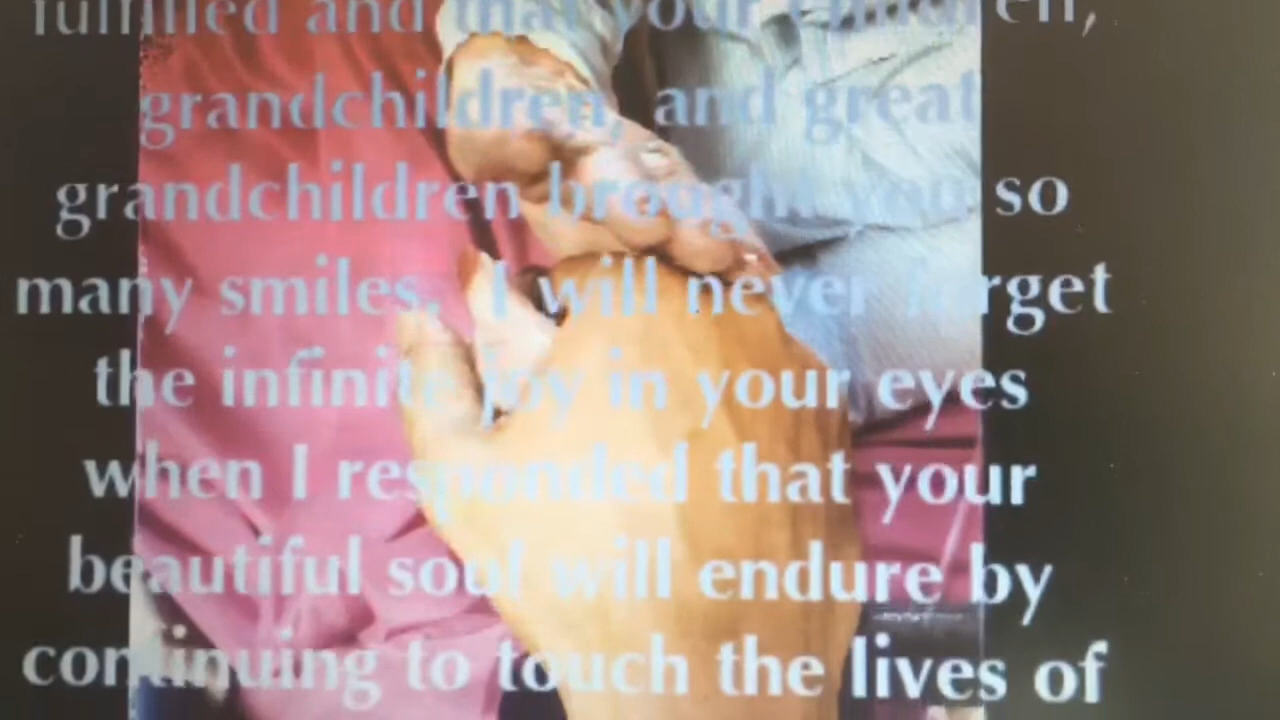 fulfilled and that your children,
grandchildren, and great
grandchildren brought you so
many smiles. I will never forget
the infinite joy in your eyes
when I responded that your
beautiful soul will endure by
continuing to touch the lives of